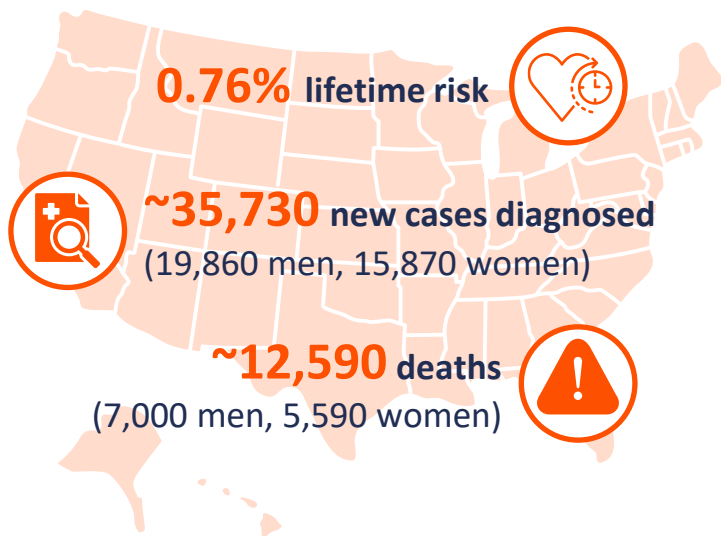 0.76% lifetime risk
~35,730 new cases diagnosed
(19,860 men, 15,870 women)
~12,590 deaths
(7,000 men, 5,590 women)